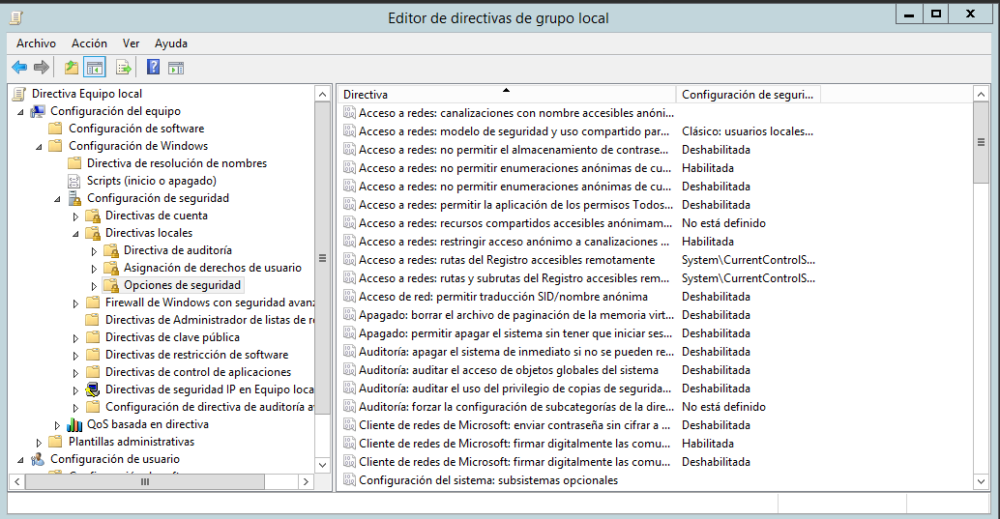 Editor de directivas de grupo local
Archivo Acción Ver Ayuda
Directiva Equipo local
Configuración del equipo
Configuración de software
Configuración de Windows
Directiva de resolución de nombres
Scripts (inicio o apagado)
Configuración de seguridad
Directivas de cuenta
Directivas locales
Directiva de auditoría
Asignación de derechos de usuario
Opciones de seguridad
Firewall de Windows con seguridad avanz
Directivas de Administrador de listas de r
Directivas de clave pública
Directivas de restricción de software
Directivas de control de aplicaciones
Directivas de seguridad IP en Equipo loca
Configuración de directiva de auditoría a
QoS basada en directiva
Plantillas administrativas
Configuración de usuario
Directiva Configuración de seguri...
Acceso a redes: canalizaciones con nombre accesibles anóni...
Acceso a redes: modelo de seguridad y uso compartido par... Clásico: usuarios locales...
Acceso a redes: no permitir el almacenamiento de contrase... Deshabilitada
Acceso a redes: no permitir enumeraciones anónimas de cu... Habilitada
Acceso a redes: no permitir enumeraciones anónimas de cu... Deshabilitada
Acceso a redes: permitir la aplicación de los permisos Todos... Deshabilitada
Acceso a redes: recursos compartidos accesibles anónimam... No está definido
Acceso a redes: restringir acceso anónimo a canalizaciones ... Habilitada
Acceso a redes: rutas del Registro accesibles remotamente System\CurrentControlS...
Acceso a redes: rutas y subrutas del Registro accesibles rem... System\CurrentControlS...
Acceso de red: permitir traducción SID/nombre anónima Deshabilitada
Apagado: borrar el archivo de paginación de la memoria virt... Deshabilitada
Apagado: permitir apagar el sistema sin tener que iniciar ses... Deshabilitada
Auditoría: apagar el sistema de inmediato si no se pueden re... Deshabilitada
Auditoría: auditar el acceso de objetos globales del sistema Deshabilitada
Auditoría: auditar el uso del privilegio de copias de segurida... Deshabilitada
Auditoría: forzar la configuración de subcategorías de la dire... No está definido
Cliente de redes de Microsoft: enviar contraseña sin cifrar a ... Deshabilitada
Cliente de redes de Microsoft: firmar digitalmente las comu... Habilitada
Cliente de redes de Microsoft: firmar digitalmente las comu... Deshabilitada
Configuración del sistema: subsistemas opcionales